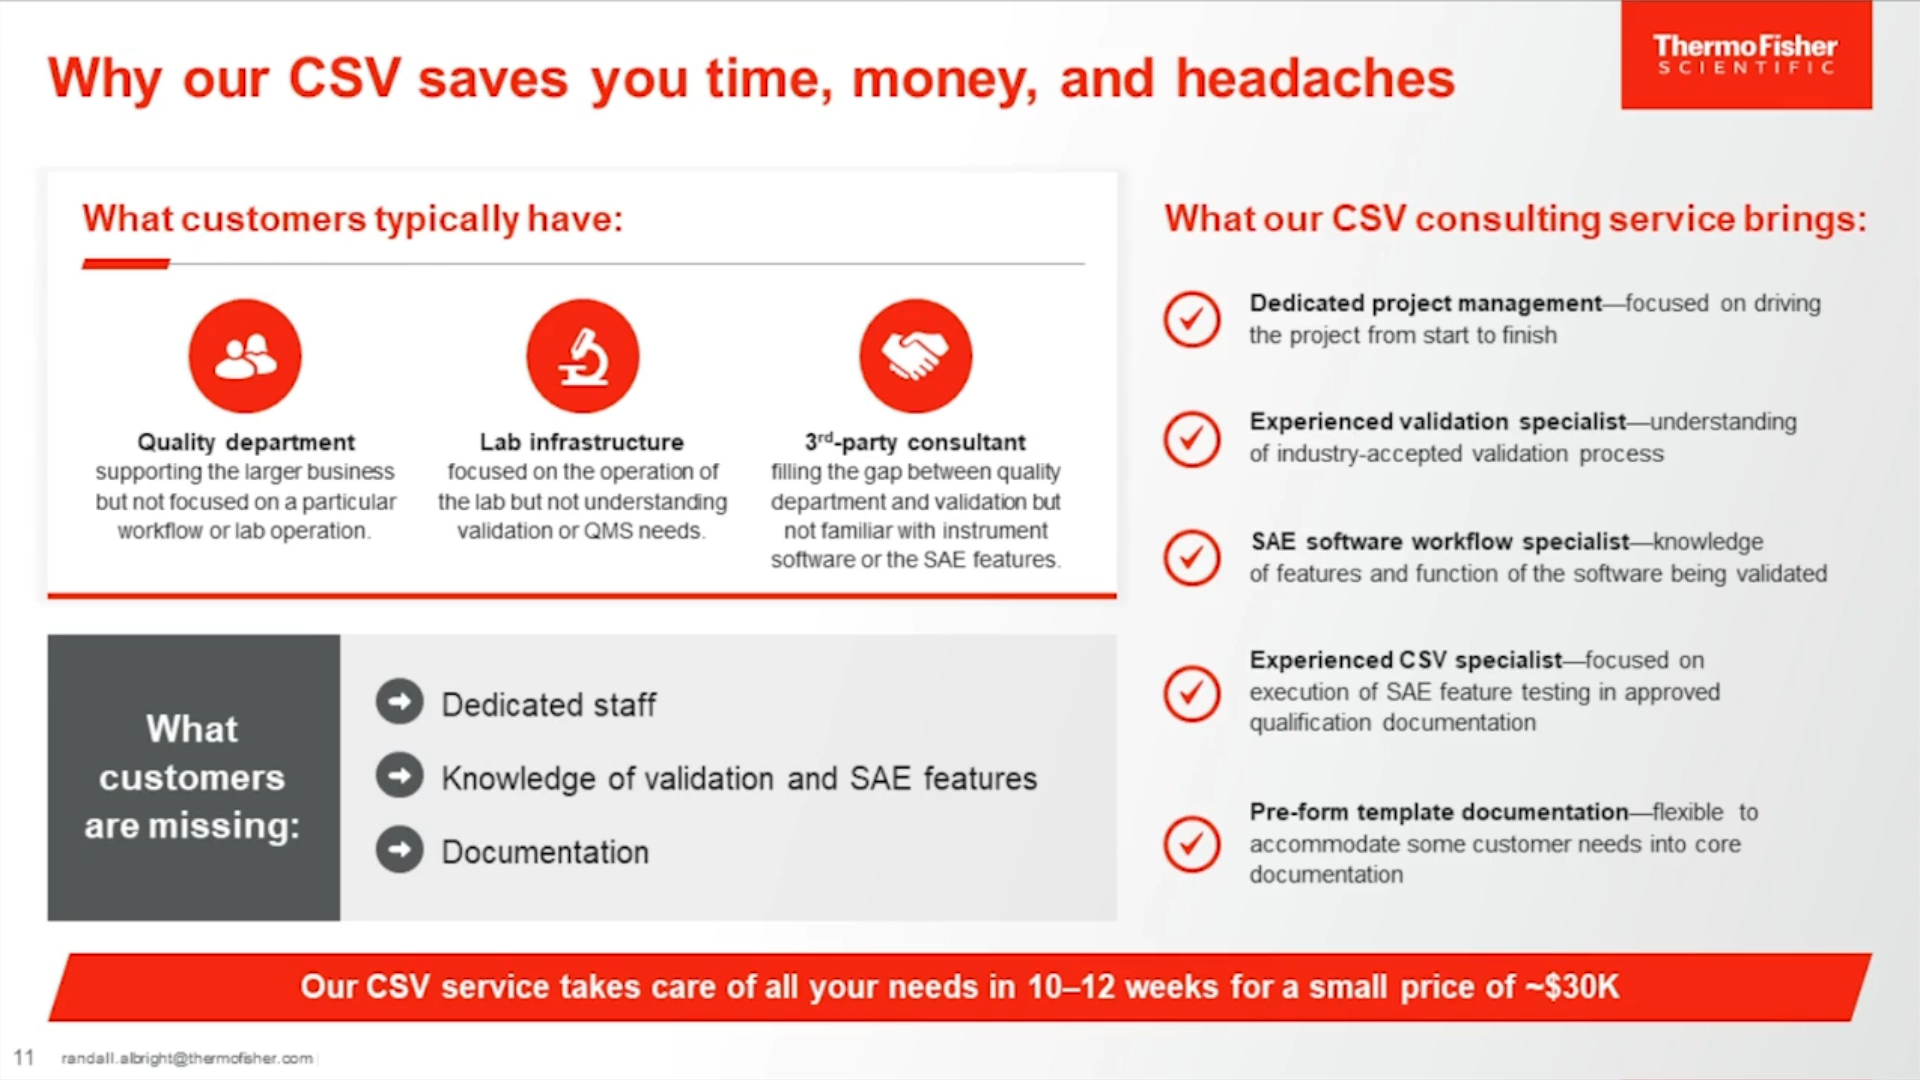 Why our CSV saves you time, money, and headaches
ThermoFisher
SCIENTIFIC
What customers typically have:
Quality department
supporting the larger business
but not focused on a particular
workflow or lab operation.
Lab infrastructure
focused on the operation of
the lab but not understanding
validation or QMS needs.
3rd-party consultant
filling the gap between quality
department and validation but
not familiar with instrument
software or the SAE features.
What customers
are missing:
Dedicated staff
Knowledge of validation and SAE features
Documentation
What our CSV consulting service brings:
Dedicated project management—focused on driving
the project from start to finish
Experienced validation specialist—understanding
of industry-accepted validation process
SAE software workflow specialist—knowledge
of features and function of the software being validated
Experienced CSV specialist—focused on
execution of SAE feature testing in approved
qualification documentation
Pre-form template documentation—flexible to
accommodate some customer needs into core
documentation
Our CSV service takes care of all your needs in 10–12 weeks for a small price of ~$30K
11 randall.albright@thermofisher.com